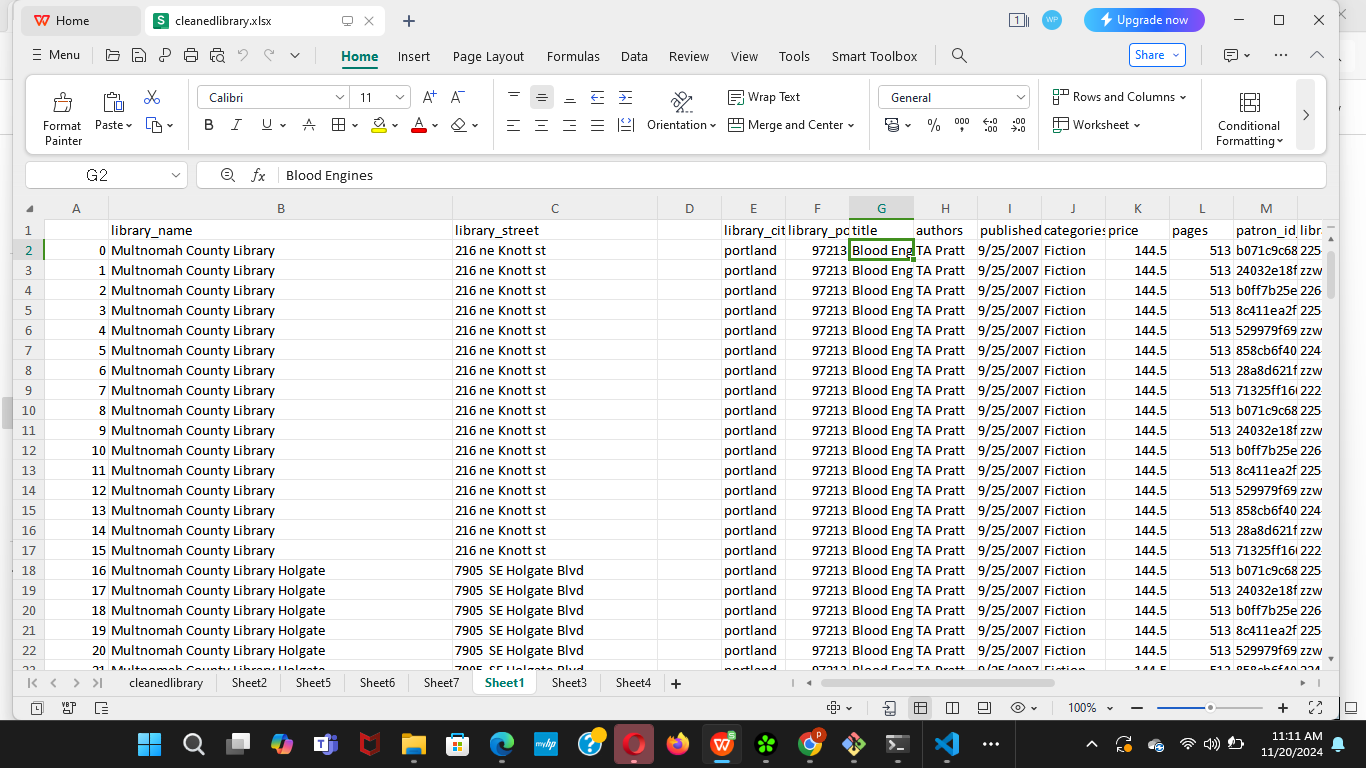 Home cleanedlibrary.xlsx 1 WP Upgrade now
Menu Home Insert Page Layout Formulas Data Review View Tools Smart Toolbox Share
Format Painter Paste Calibri 11 Wrap Text Orientation Merge and Center General Rows and Columns Worksheet Conditional Formatting
G2 fx Blood Engines
A B C D E F G H I J K L M
1 library_name library_street library_cit library_po title authors published categories price pages patron_id libr
2 0 Multnomah County Library 216 ne Knott st portland 97213 Blood Eng TA Pratt 9/25/2007 Fiction 144.5 513 b071c9c68 225-
3 1 Multnomah County Library 216 ne Knott st portland 97213 Blood Eng TA Pratt 9/25/2007 Fiction 144.5 513 24032e18f zzw
4 2 Multnomah County Library 216 ne Knott st portland 97213 Blood Eng TA Pratt 9/25/2007 Fiction 144.5 513 b0ff7b25e 226-
5 3 Multnomah County Library 216 ne Knott st portland 97213 Blood Eng TA Pratt 9/25/2007 Fiction 144.5 513 8c411ea2f 225-
6 4 Multnomah County Library 216 ne Knott st portland 97213 Blood Eng TA Pratt 9/25/2007 Fiction 144.5 513 529979f69 zzw
7 5 Multnomah County Library 216 ne Knott st portland 97213 Blood Eng TA Pratt 9/25/2007 Fiction 144.5 513 858cb6f40 224-
8 6 Multnomah County Library 216 ne Knott st portland 97213 Blood Eng TA Pratt 9/25/2007 Fiction 144.5 513 28a8d621f zzw
9 7 Multnomah County Library 216 ne Knott st portland 97213 Blood Eng TA Pratt 9/25/2007 Fiction 144.5 513 71325ff16 222-
10 8 Multnomah County Library 216 ne Knott st portland 97213 Blood Eng TA Pratt 9/25/2007 Fiction 144.5 513 b071c9c68 225-
11 9 Multnomah County Library 216 ne Knott st portland 97213 Blood Eng TA Pratt 9/25/2007 Fiction 144.5 513 24032e18f zzw
12 10 Multnomah County Library 216 ne Knott st portland 97213 Blood Eng TA Pratt 9/25/2007 Fiction 144.5 513 b0ff7b25e 226-
13 11 Multnomah County Library 216 ne Knott st portland 97213 Blood Eng TA Pratt 9/25/2007 Fiction 144.5 513 8c411ea2f 225-
14 12 Multnomah County Library 216 ne Knott st portland 97213 Blood Eng TA Pratt 9/25/2007 Fiction 144.5 513 529979f69 zzw
15 13 Multnomah County Library 216 ne Knott st portland 97213 Blood Eng TA Pratt 9/25/2007 Fiction 144.5 513 858cb6f40 224-
16 14 Multnomah County Library 216 ne Knott st portland 97213 Blood Eng TA Pratt 9/25/2007 Fiction 144.5 513 28a8d621f zzw
17 15 Multnomah County Library 216 ne Knott st portland 97213 Blood Eng TA Pratt 9/25/2007 Fiction 144.5 513 71325ff16 222-
18 16 Multnomah County Library Holgate 7905 SE Holgate Blvd portland 97213 Blood Eng TA Pratt 9/25/2007 Fiction 144.5 513 b071c9c68 225-
19 17 Multnomah County Library Holgate 7905 SE Holgate Blvd portland 97213 Blood Eng TA Pratt 9/25/2007 Fiction 144.5 513 24032e18f zzw
20 18 Multnomah County Library Holgate 7905 SE Holgate Blvd portland 97213 Blood Eng TA Pratt 9/25/2007 Fiction 144.5 513 b0ff7b25e 226-
21 19 Multnomah County Library Holgate 7905 SE Holgate Blvd portland 97213 Blood Eng TA Pratt 9/25/2007 Fiction 144.5 513 8c411ea2f 225-
22 20 Multnomah County Library Holgate 7905 SE Holgate Blvd portland 97213 Blood Eng TA Pratt 9/25/2007 Fiction 144.5 513 529979f69 zzw
23 21 Multnomah County Library Holgate 7905 SE Holgate Blvd portland 97213 Blood Eng TA Pratt 9/25/2007 Fiction 144.5 513 858cb6f40 224-
cleanedlibrary Sheet2 Sheet5 Sheet6 Sheet7 Sheet1 Sheet3 Sheet4
100%
11:11 AM
11/20/2024